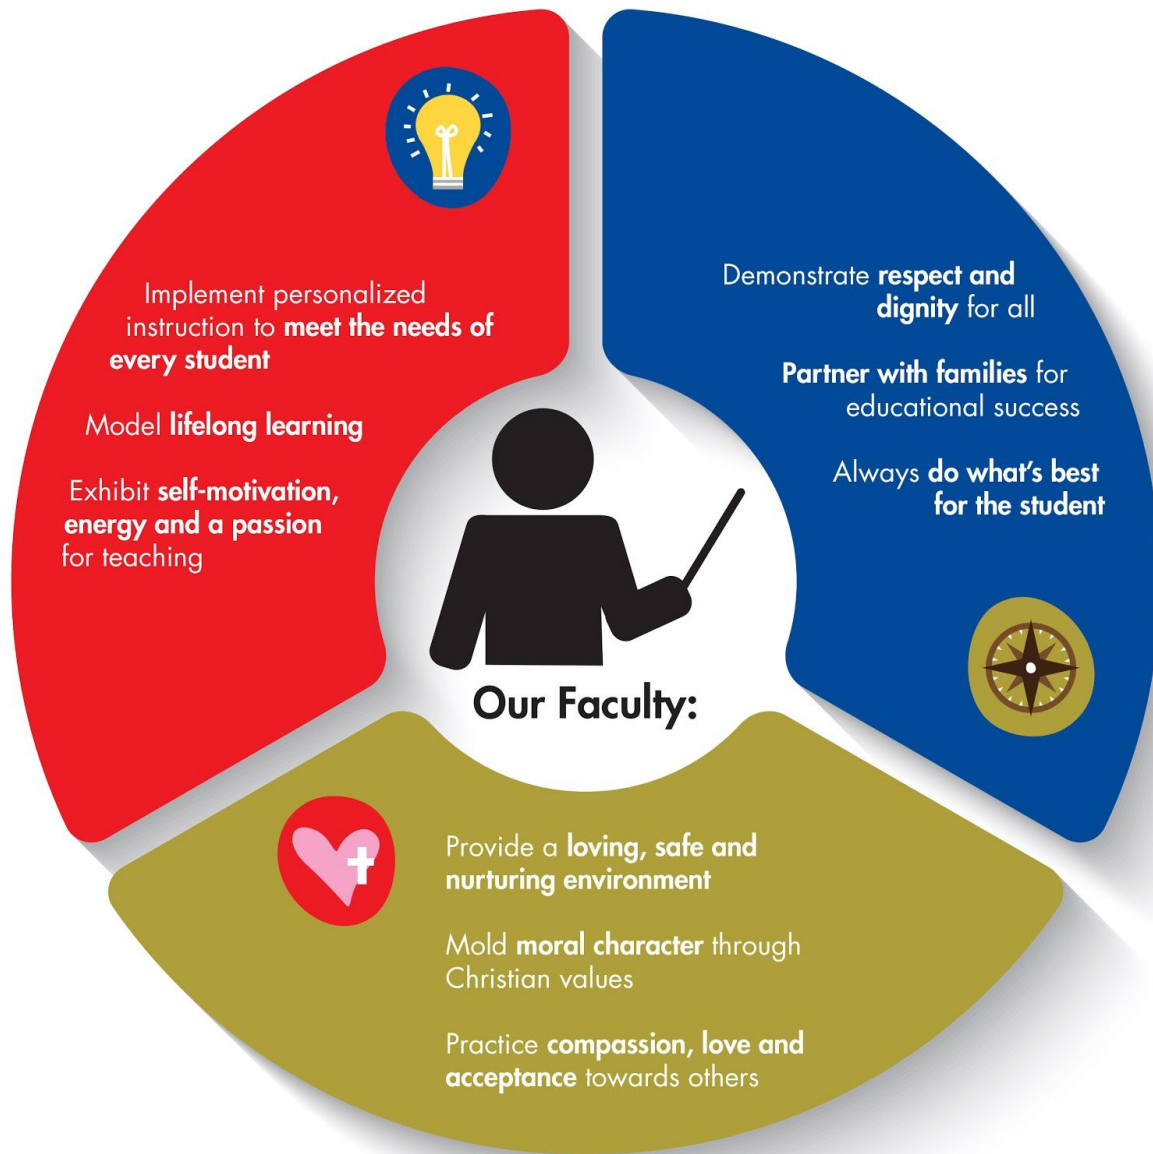 Implement personalized
instruction to meet the needs of
every student
Model lifelong learning
Exhibit self-motivation,
energy and a passion
for teaching
Demonstrate respect and
dignity for all
Partner with families for
educational success
Always do what's best
for the student
Our Faculty:
Provide a loving, safe and
nurturing environment
Mold moral character through
Christian values
Practice compassion, love and
acceptance towards others